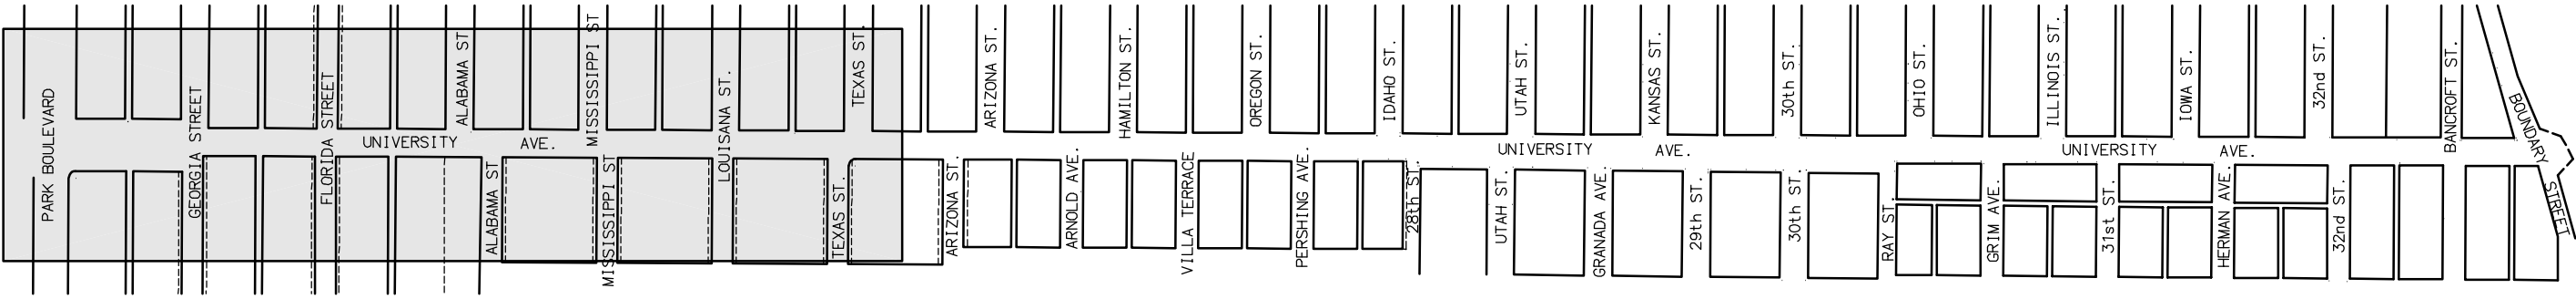 PARK BOULEVARD
GEORGIA STREET
FLORIDA STREET
ALABAMA ST
MISSISSIPPI ST
LOUISANA ST.
TEXAS ST.
ARIZONA ST.
HAMILTON ST.
OREGON ST.
IDAHO ST.
UTAH ST.
KANSAS ST.
30th ST.
OHIO ST.
ILLINOIS ST.
IOWA ST.
32nd ST.
BANCROFT ST.
BOUNDARY STREET
UNIVERSITY AVE.
UNIVERSITY AVE.
UNIVERSITY AVE.
ALABAMA ST
MISSISSIPPI ST
TEXAS ST.
ARIZONA ST.
ARNOLD AVE.
VILLA TERRACE
PERSHING AVE.
28th ST.
UTAH ST.
GRANADA AVE.
29th ST.
30th ST.
RAY ST.
GRIM AVE.
31st ST.
HERMAN AVE.
32nd ST.